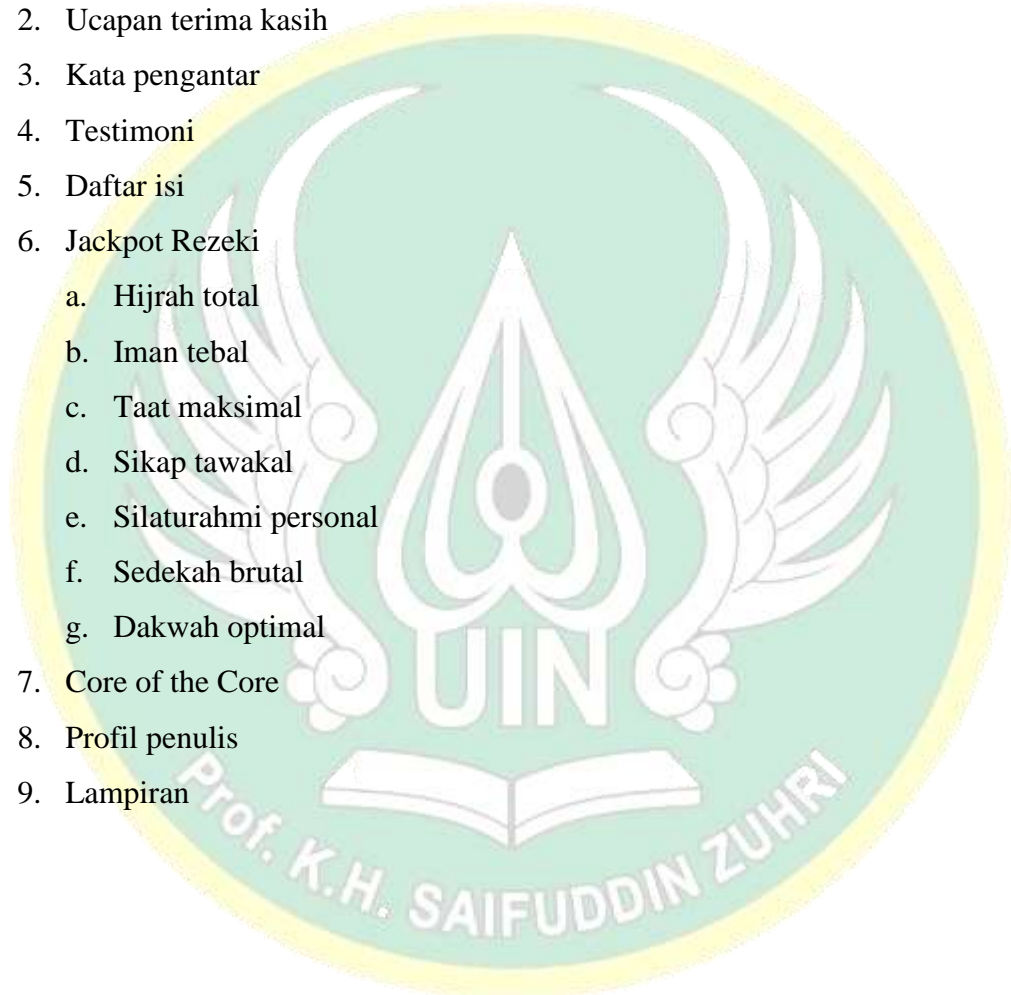 2. Ucapan terima kasih
3. Kata pengantar
4. Testimoni
5. Daftar isi
6. Jackpot Rezeki
a. Hijrah total
b. Iman tebal
c. Taat maksimal
d. Sikap tawakal
e. Silaturahmi personal
f. Sedekah brutal
g. Dakwah optimal
7. Core of the Core
8. Profil penulis
9. Lampiran
UIN
Prof. K.H. SAIFUDDIN ZUHRI